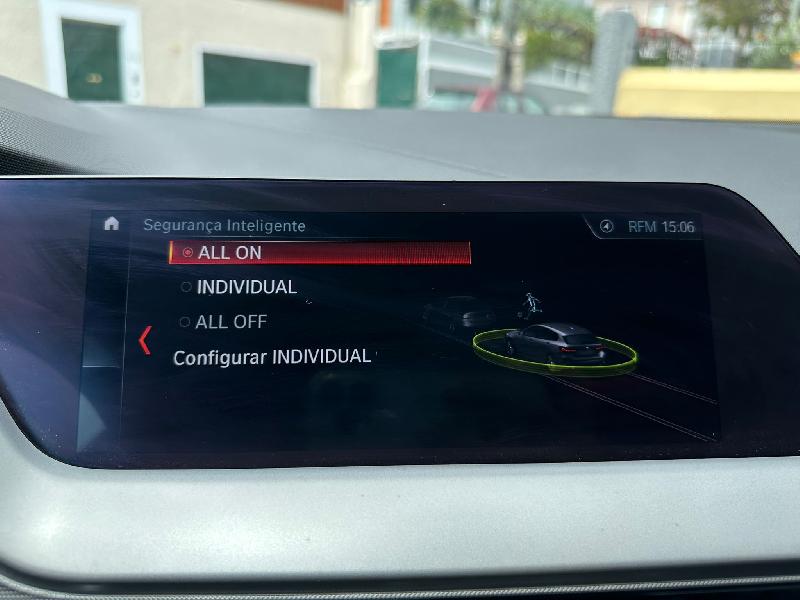 Segurança Inteligente
RFM 15:06
ALL ON
INDIVIDUAL
ALL OFF
Configurar INDIVIDUAL